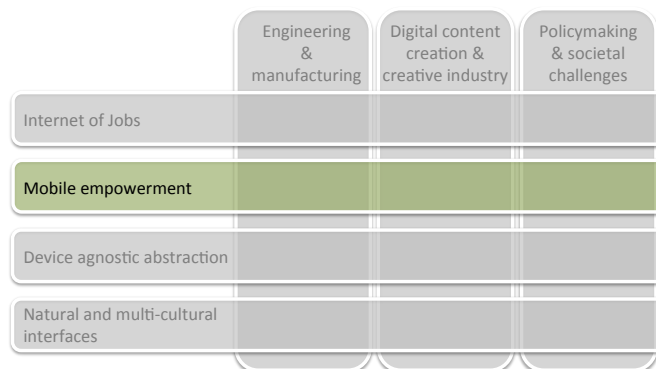 Engineering
&
manufacturing
Digital content
creation &
creative industry
Policymaking
& societal
challenges
Internet of Jobs
Mobile empowerment
Device agnostic abstraction
Natural and multi-cultural
interfaces